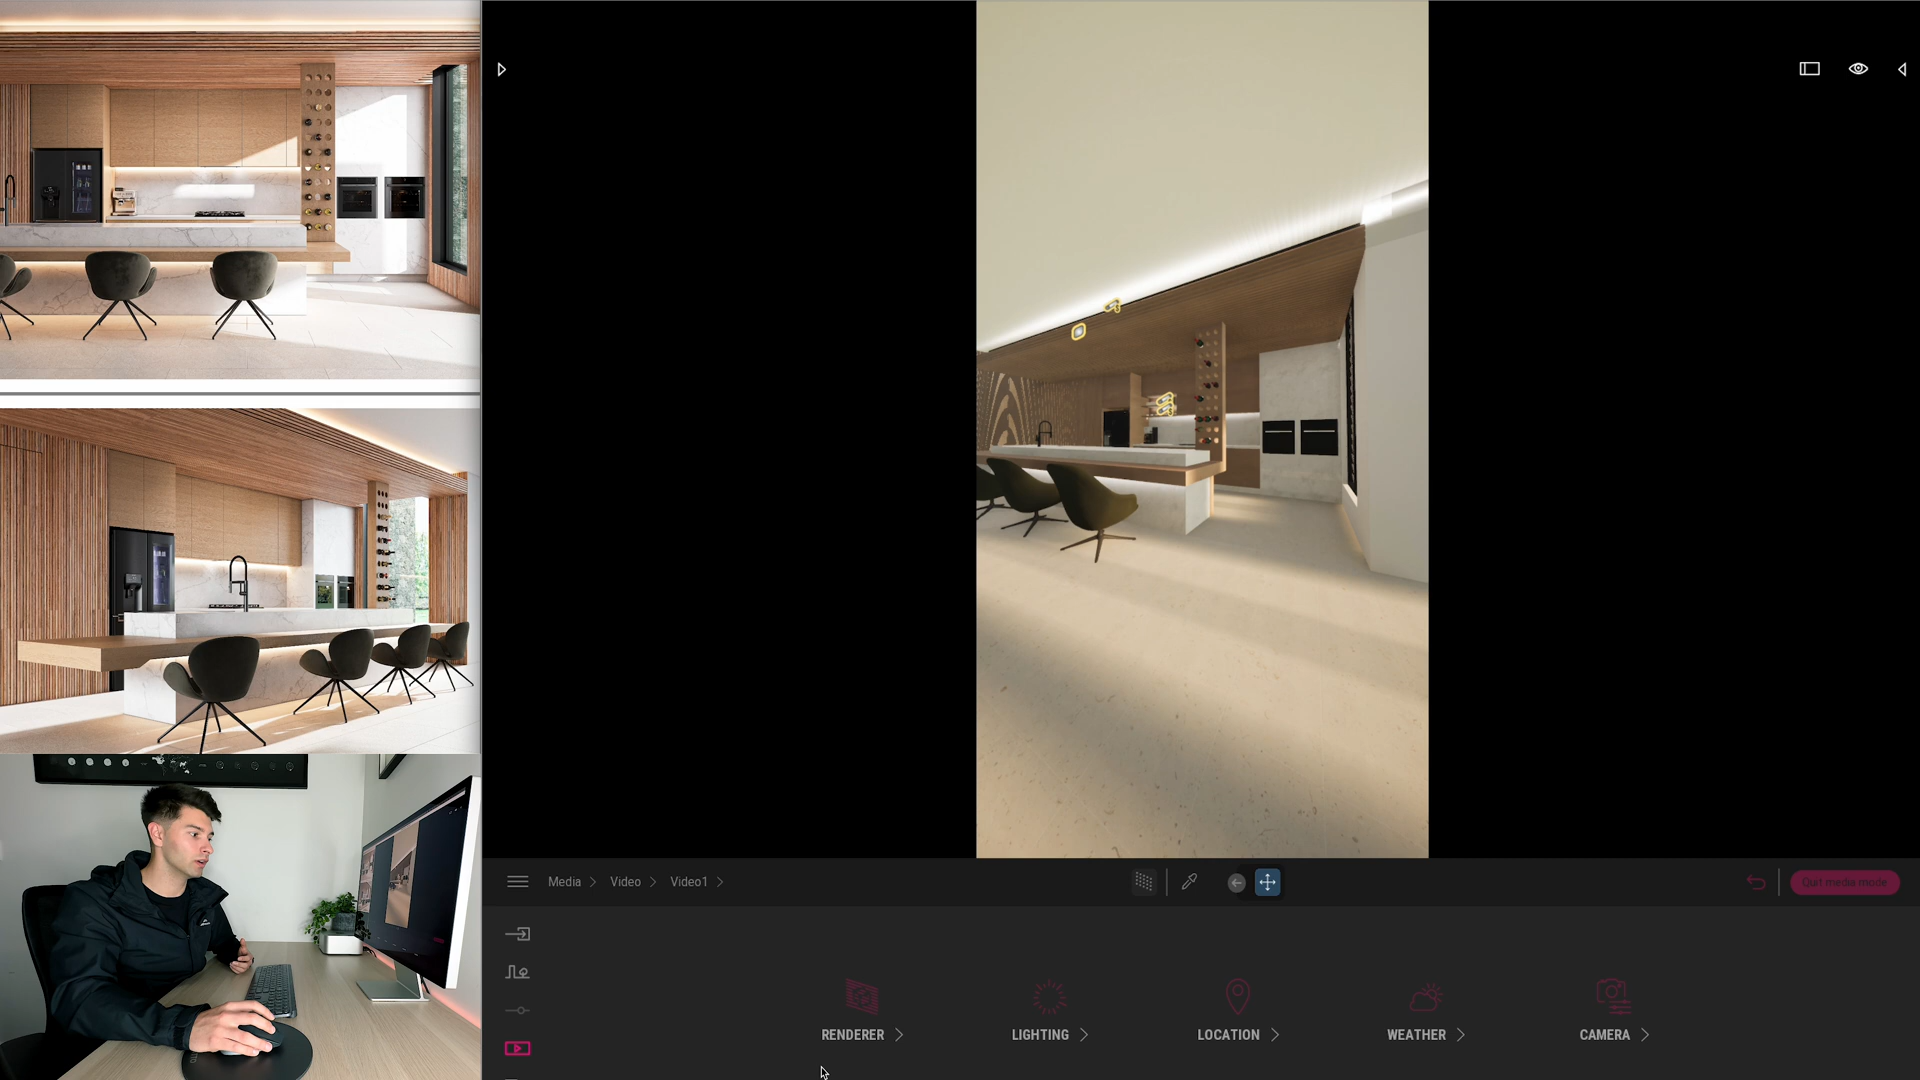 Media
Video
Video1
Quit media mode
RENDERER
LIGHTING
LOCATION
WEATHER
CAMERA